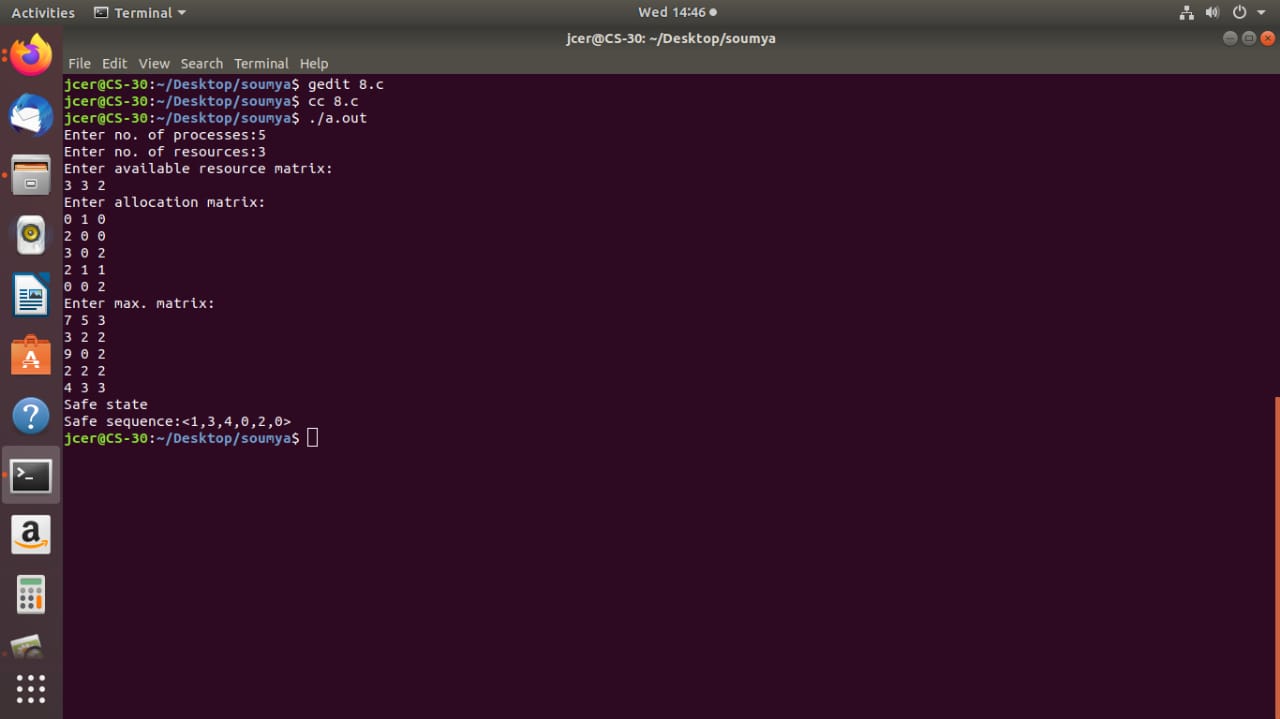 Activities Terminal Wed 14:46
jcer@CS-30: ~/Desktop/soumya
File Edit View Search Terminal Help
jcer@CS-30:~/Desktop/soumya$ gedit 8.c
jcer@CS-30:~/Desktop/soumya$ cc 8.c
jcer@CS-30:~/Desktop/soumya$ ./a.out
Enter no. of processes:5
Enter no. of resources:3
Enter available resource matrix:
3 3 2
Enter allocation matrix:
0 1 0
2 0 0
3 0 2
2 1 1
0 0 2
Enter max. matrix:
7 5 3
3 2 2
9 0 2
2 2 2
4 3 3
Safe state
Safe sequence:<1,3,4,0,2,0>
jcer@CS-30:~/Desktop/soumya$